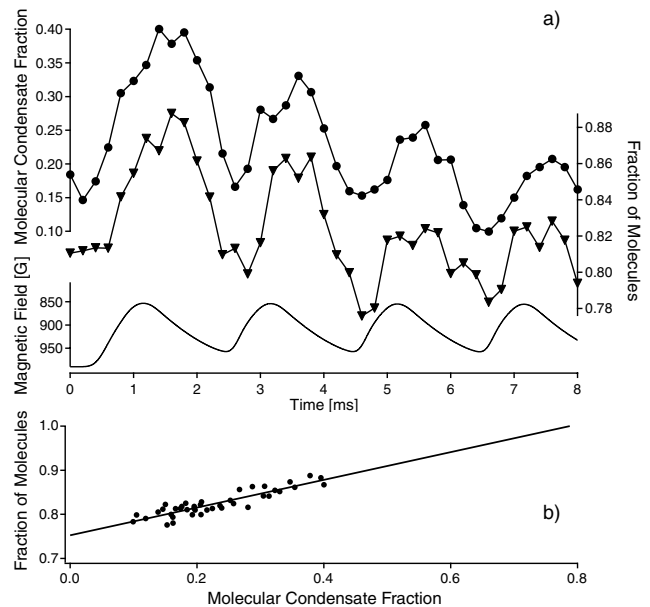 a)
Molecular Condensate Fraction
0.40
0.35
0.30
0.25
0.20
0.15
0.10
Fraction of Molecules
0.88
0.86
0.84
0.82
0.80
0.78
Magnetic Field [G]
850
900
950
0 1 2 3 4 5 6 7 8
Time [ms]
b)
Fraction of Molecules
1.0
0.9
0.8
0.7
0.0 0.2 0.4 0.6 0.8
Molecular Condensate Fraction